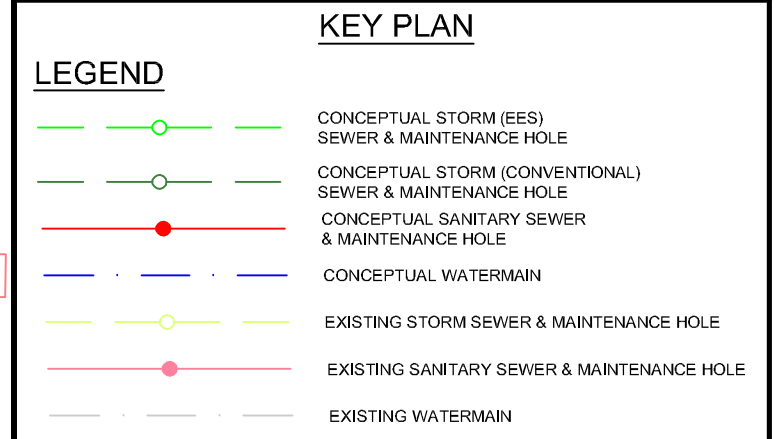 KEY PLAN
LEGEND
CONCEPTUAL STORM (EES)
SEWER & MAINTENANCE HOLE
CONCEPTUAL STORM (CONVENTIONAL)
SEWER & MAINTENANCE HOLE
CONCEPTUAL SANITARY SEWER
& MAINTENANCE HOLE
CONCEPTUAL WATERMAIN
EXISTING STORM SEWER & MAINTENANCE HOLE
EXISTING SANITARY SEWER & MAINTENANCE HOLE
EXISTING WATERMAIN